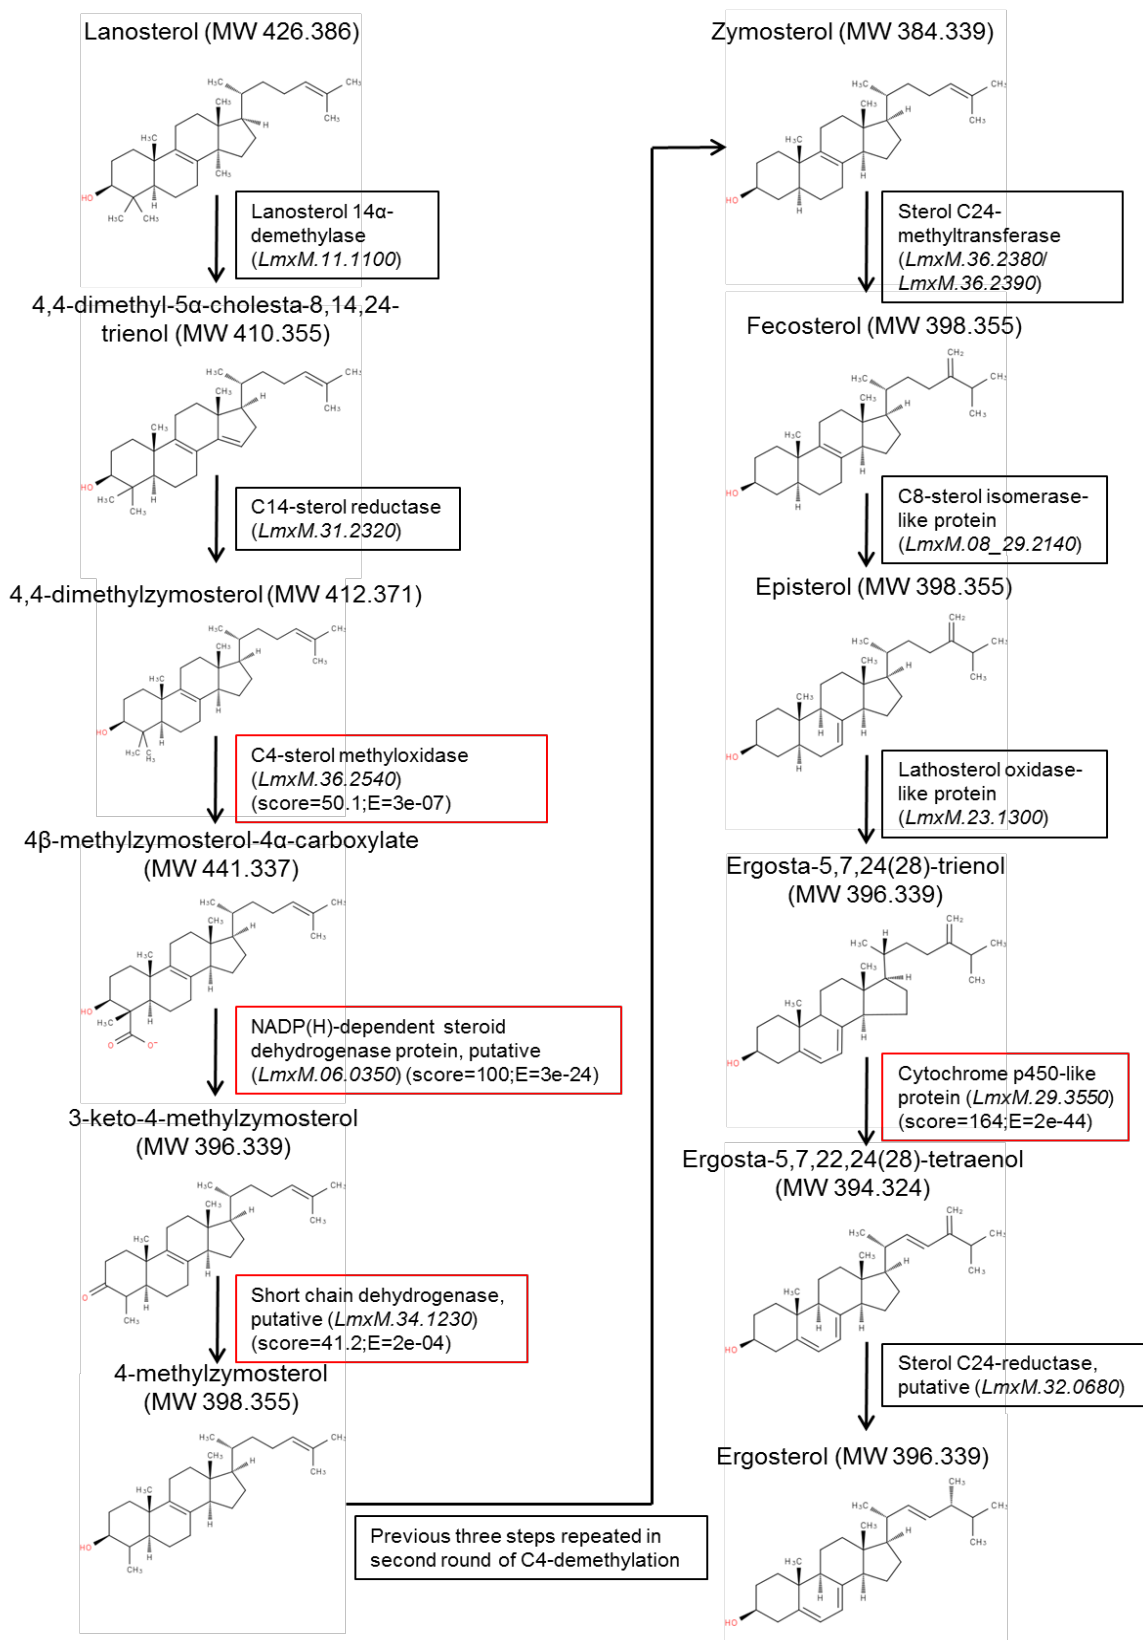 Lanosterol (MW 426.386)
Lanosterol 14α-
demethylase
(LmxM.11.1100)
4,4-dimethyl-5α-cholesta-8,14,24-
trienol (MW 410.355)
C14-sterol reductase
(LmxM.31.2320)
4,4-dimethylzymosterol (MW 412.371)
C4-sterol methyloxidase
(LmxM.36.2540)
(score=50.1;E=3e-07)
4β-methylzymosterol-4α-carboxylate
(MW 441.337)
NADP(H)-dependent steroid
dehydrogenase protein, putative
(LmxM.06.0350) (score=100;E=3e-24)
3-keto-4-methylzymosterol
(MW 396.339)
Short chain dehydrogenase,
putative (LmxM.34.1230)
(score=41.2;E=2e-04)
4-methylzymosterol
(MW 398.355)
Previous three steps repeated in
second round of C4-demethylation
Zymosterol (MW 384.339)
Sterol C24-
methyltransferase
(LmxM.36.2380/
LmxM.36.2390)
Fecosterol (MW 398.355)
C8-sterol isomerase-
like protein
(LmxM.08_29.2140)
Episterol (MW 398.355)
Lathosterol oxidase-
like protein
(LmxM.23.1300)
Ergosta-5,7,24(28)-trienol
(MW 396.339)
Cytochrome p450-like
protein (LmxM.29.3550)
(score=164;E=2e-44)
Ergosta-5,7,22,24(28)-tetraenol
(MW 394.324)
Sterol C24-reductase,
putative (LmxM.32.0680)
Ergosterol (MW 396.339)